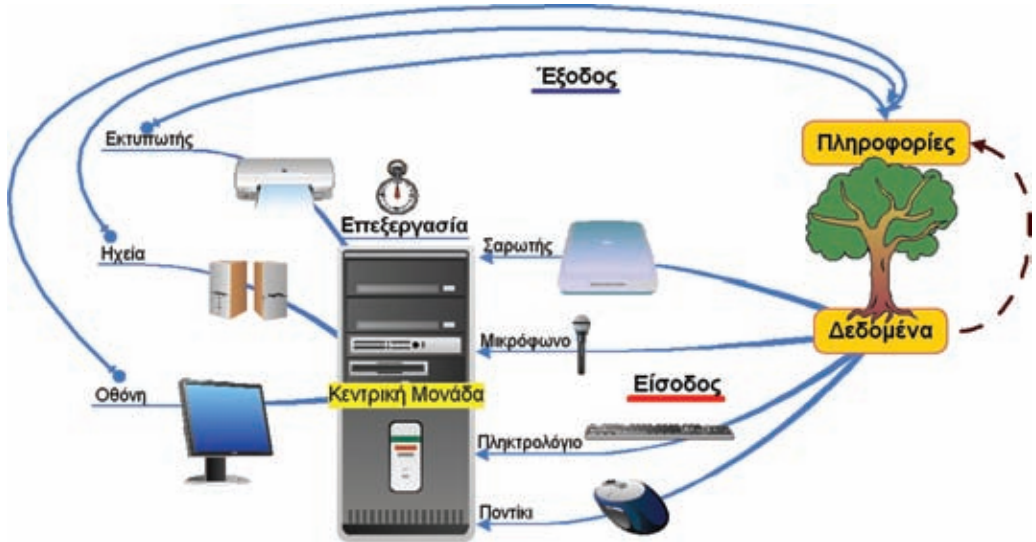 Έξοδος
Εκτυπωτής
Πληροφορίες
Επεξεργασία
Σαρωτής
Ηχεία
Μικρόφωνο
Δεδομένα
Είσοδος
Οθόνη
Κεντρική Μονάδα
Πληκτρολόγιο
Ποντίκι